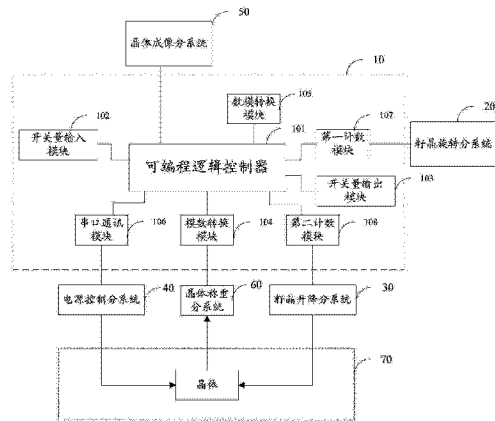 50
晶体成像分系统
10
105
数模转换
模块
102
101
107
20
开关量输入
模块
第一计数
模块
籽晶旋转分系统
可编程逻辑控制器
开关量输出
模块
103
串口通讯
模块
106
模数转换
模块
104
第二计数
模块
108
电源控制分系统
40
晶体称重
分系统
60
籽晶升降分系统
30
70
晶体